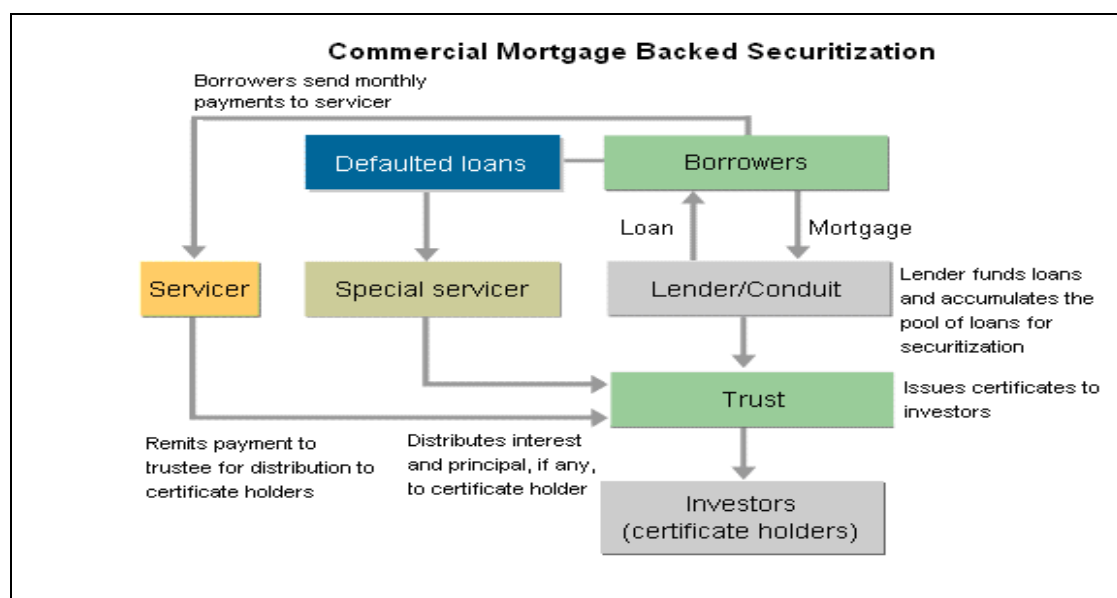 Commercial Mortgage Backed Securitization
Borrowers send monthly
payments to servicer
Defaulted loans
Borrowers
Loan
Mortgage
Servicer
Special servicer
Lender/Conduit
Lender funds loans
and accumulates the
pool of loans for
securitization
Trust
Issues certificates to
investors
Remits payment to
trustee for distribution to
certificate holders
Distributes interest
and principal, if any,
to certificate holder
Investors
(certificate holders)